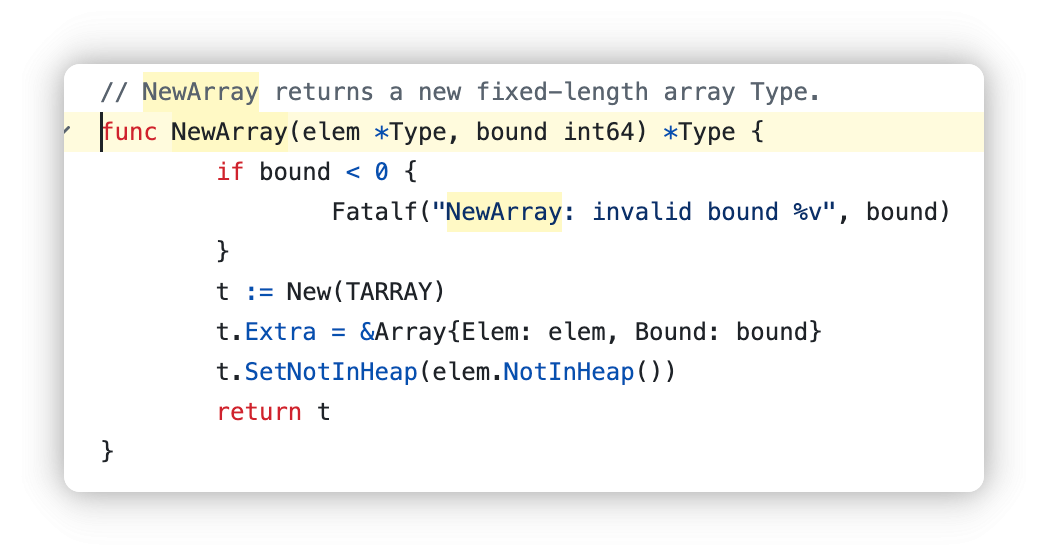 // NewArray returns a new fixed-length array Type.
func NewArray(elem *Type, bound int64) *Type {
if bound < 0 {
Fatalf("NewArray: invalid bound %v", bound)
}
t := New(TARRAY)
t.Extra = &Array{Elem: elem, Bound: bound}
t.SetNotInHeap(elem.NotInHeap())
return t
}